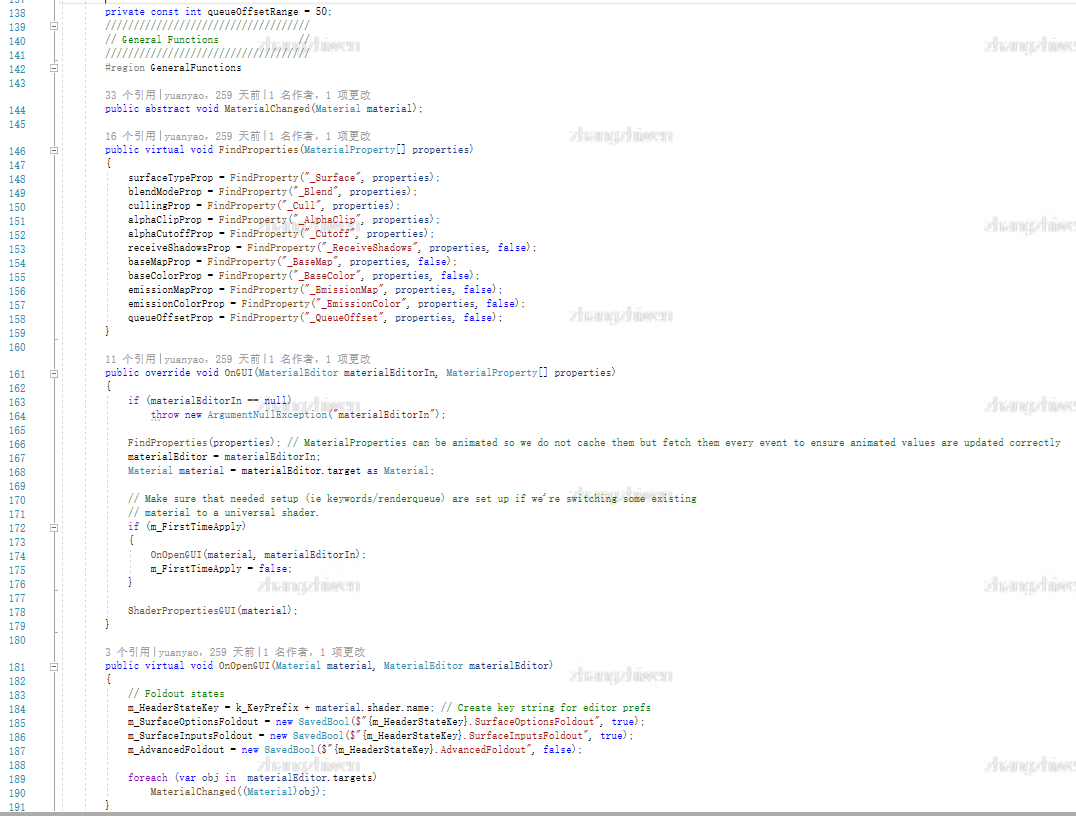 138 private const int queueOffsetRange = 50;
139 ////////////////////////////////////
140 // General Functions //
141 ////////////////////////////////////
142 #region GeneralFunctions
143
33 个引用|yuanyao，259 天前|1 名作者，1 项更改
144 public abstract void MaterialChanged(Material material);
145
16 个引用|yuanyao，259 天前|1 名作者，1 项更改
146 public virtual void FindProperties(MaterialProperty[] properties)
147 {
148 surfaceTypeProp = FindProperty("_Surface", properties);
149 blendModeProp = FindProperty("_Blend", properties);
150 cullingProp = FindProperty("_Cull", properties);
151 alphaClipProp = FindProperty("_AlphaClip", properties);
152 alphaCutoffProp = FindProperty("_Cutoff", properties);
153 receiveShadowsProp = FindProperty("_ReceiveShadows", properties, false);
154 baseMapProp = FindProperty("_BaseMap", properties, false);
155 baseColorProp = FindProperty("_BaseColor", properties, false);
156 emissionMapProp = FindProperty("_EmissionMap", properties, false);
157 emissionColorProp = FindProperty("_EmissionColor", properties, false);
158 queueOffsetProp = FindProperty("_QueueOffset", properties, false);
159 }
160
11 个引用|yuanyao，259 天前|1 名作者，1 项更改
161 public override void OnGUI(MaterialEditor materialEditorIn, MaterialProperty[] properties)
162 {
163 if (materialEditorIn == null)
164 throw new ArgumentNullException("materialEditorIn");
165
166 FindProperties(properties); // MaterialProperties can be animated so we do not cache them but fetch them every event to ensure animated values are updated correctly
167 materialEditor = materialEditorIn;
168 Material material = materialEditor.target as Material;
169
170 // Make sure that needed setup (ie keywords/renderqueue) are set up if we're switching some existing
171 // material to a universal shader.
172 if (m_FirstTimeApply)
173 {
174 OnOpenGUI(material, materialEditorIn);
175 m_FirstTimeApply = false;
176 }
177
178 ShaderPropertiesGUI(material);
179 }
180
3 个引用|yuanyao，259 天前|1 名作者，1 项更改
181 public virtual void OnOpenGUI(Material material, MaterialEditor materialEditor)
182 {
183 // Foldout states
184 m_HeaderStateKey = k_KeyPrefix + material.shader.name; // Create key string for editor prefs
185 m_SurfaceOptionsFoldout = new SavedBool($"{m_HeaderStateKey}.SurfaceOptionsFoldout", true);
186 m_SurfaceInputsFoldout = new SavedBool($"{m_HeaderStateKey}.SurfaceInputsFoldout", true);
187 m_AdvancedFoldout = new SavedBool($"{m_HeaderStateKey}.AdvancedFoldout", false);
188
189 foreach (var obj in materialEditor.targets)
190 MaterialChanged((Material)obj);
191 }
zhangzhiwen